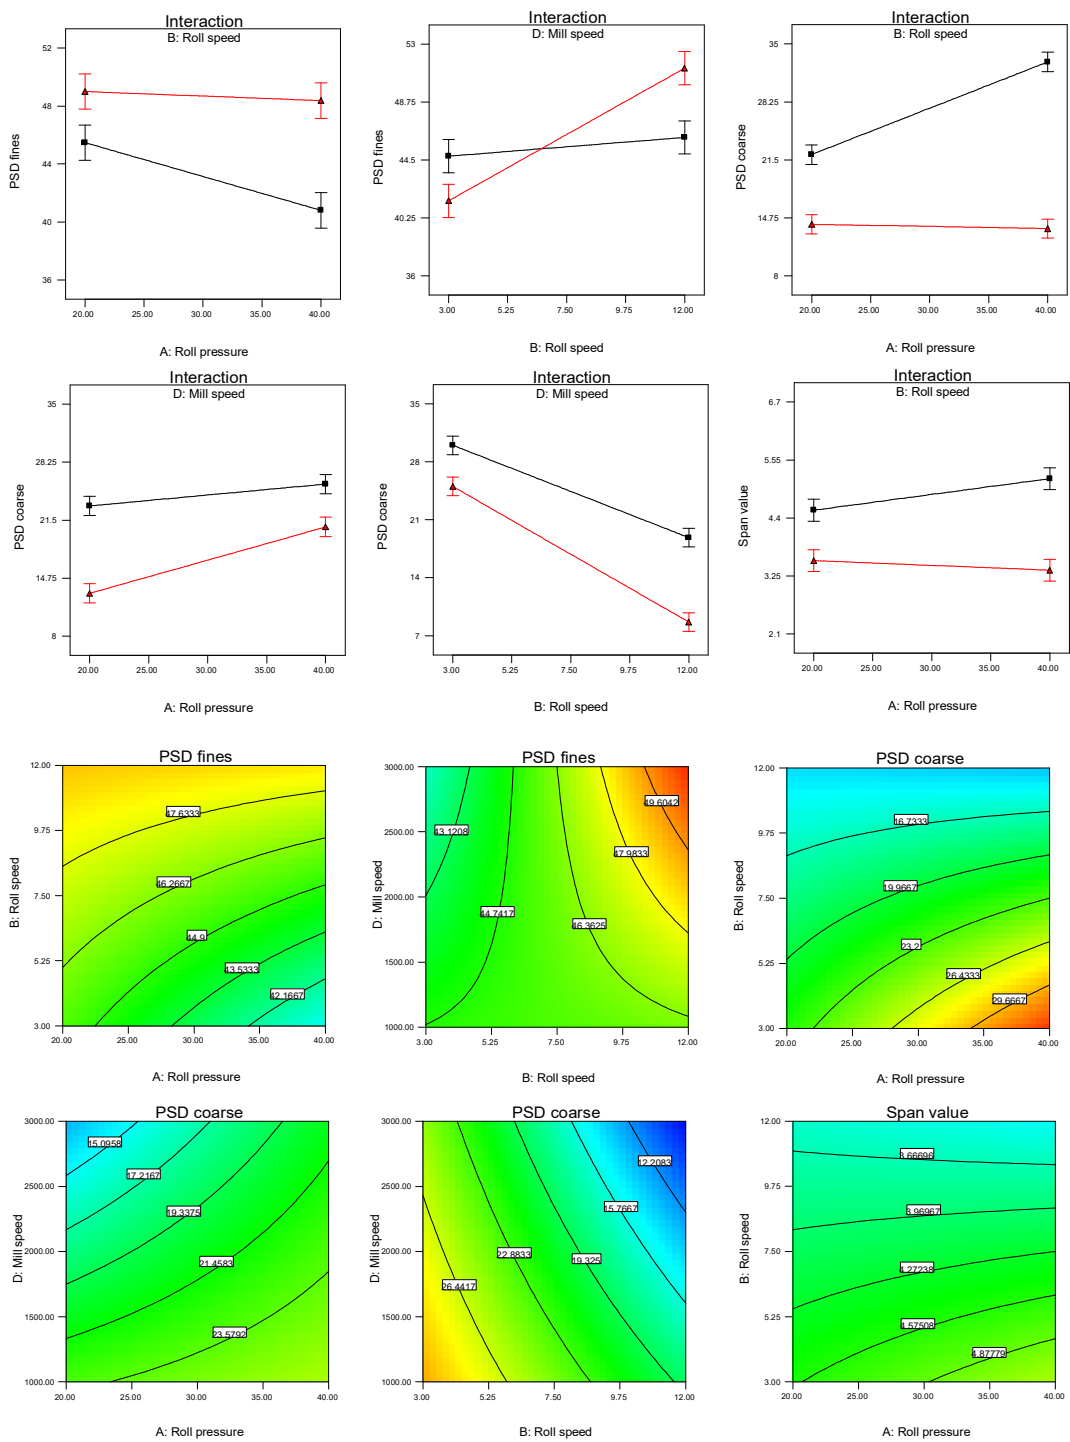 Interaction
B: Roll speed
52
48
44
40
36
PSD fines
20.00 25.00 30.00 35.00 40.00
A: Roll pressure
Interaction
D: Mill speed
53
48.75
44.5
40.25
36
PSD fines
3.00 5.25 7.50 9.75 12.00
B: Roll speed
Interaction
B: Roll speed
35
28.25
21.5
14.75
8
PSD coarse
20.00 25.00 30.00 35.00 40.00
A: Roll pressure
Interaction
D: Mill speed
35
28.25
21.5
14.75
8
PSD coarse
20.00 25.00 30.00 35.00 40.00
A: Roll pressure
Interaction
D: Mill speed
35
28
21
14
7
PSD coarse
3.00 5.25 7.50 9.75 12.00
B: Roll speed
Interaction
B: Roll speed
6.7
5.55
4.4
3.25
2.1
Span value
20.00 25.00 30.00 35.00 40.00
A: Roll pressure
PSD fines
12.00
9.75
7.50
5.25
3.00
B: Roll speed
47.6333
46.2667
44.9
43.5333
42.1667
20.00 25.00 30.00 35.00 40.00
A: Roll pressure
PSD fines
3000.00
2500.00
2000.00
1500.00
1000.00
D: Mill speed
49.6042
43.1208
47.9833
44.7417
46.3625
3.00 5.25 7.50 9.75 12.00
B: Roll speed
PSD coarse
12.00
9.75
7.50
5.25
3.00
B: Roll speed
16.7333
19.9667
23.2
26.4333
29.6667
20.00 25.00 30.00 35.00 40.00
A: Roll pressure
PSD coarse
3000.00
2500.00
2000.00
1500.00
1000.00
D: Mill speed
15.0958
17.2167
19.3375
21.4583
23.5792
20.00 25.00 30.00 35.00 40.00
A: Roll pressure
PSD coarse
3000.00
2500.00
2000.00
1500.00
1000.00
D: Mill speed
12.2083
15.7667
22.8833
19.325
26.4417
3.00 5.25 7.50 9.75 12.00
B: Roll speed
Span value
12.00
9.75
7.50
5.25
3.00
B: Roll speed
3.66696
3.96967
4.27238
4.57508
4.87779
20.00 25.00 30.00 35.00 40.00
A: Roll pressure